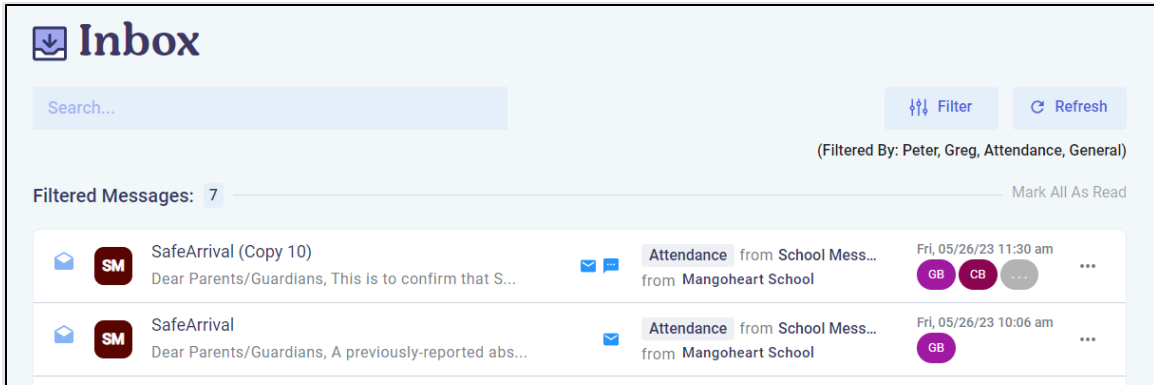 Inbox
Search...
Filter
Refresh
(Filtered By: Peter, Greg, Attendance, General)
Filtered Messages: 7
Mark All As Read
SM
SafeArrival (Copy 10)
Dear Parents/Guardians, This is to confirm that S...
Attendance from School Mess...
from Mangoheart School
Fri, 05/26/23 11:30 am
GB CB ...
SM
SafeArrival
Dear Parents/Guardians, A previously-reported abs...
Attendance from School Mess...
from Mangoheart School
Fri, 05/26/23 10:06 am
GB